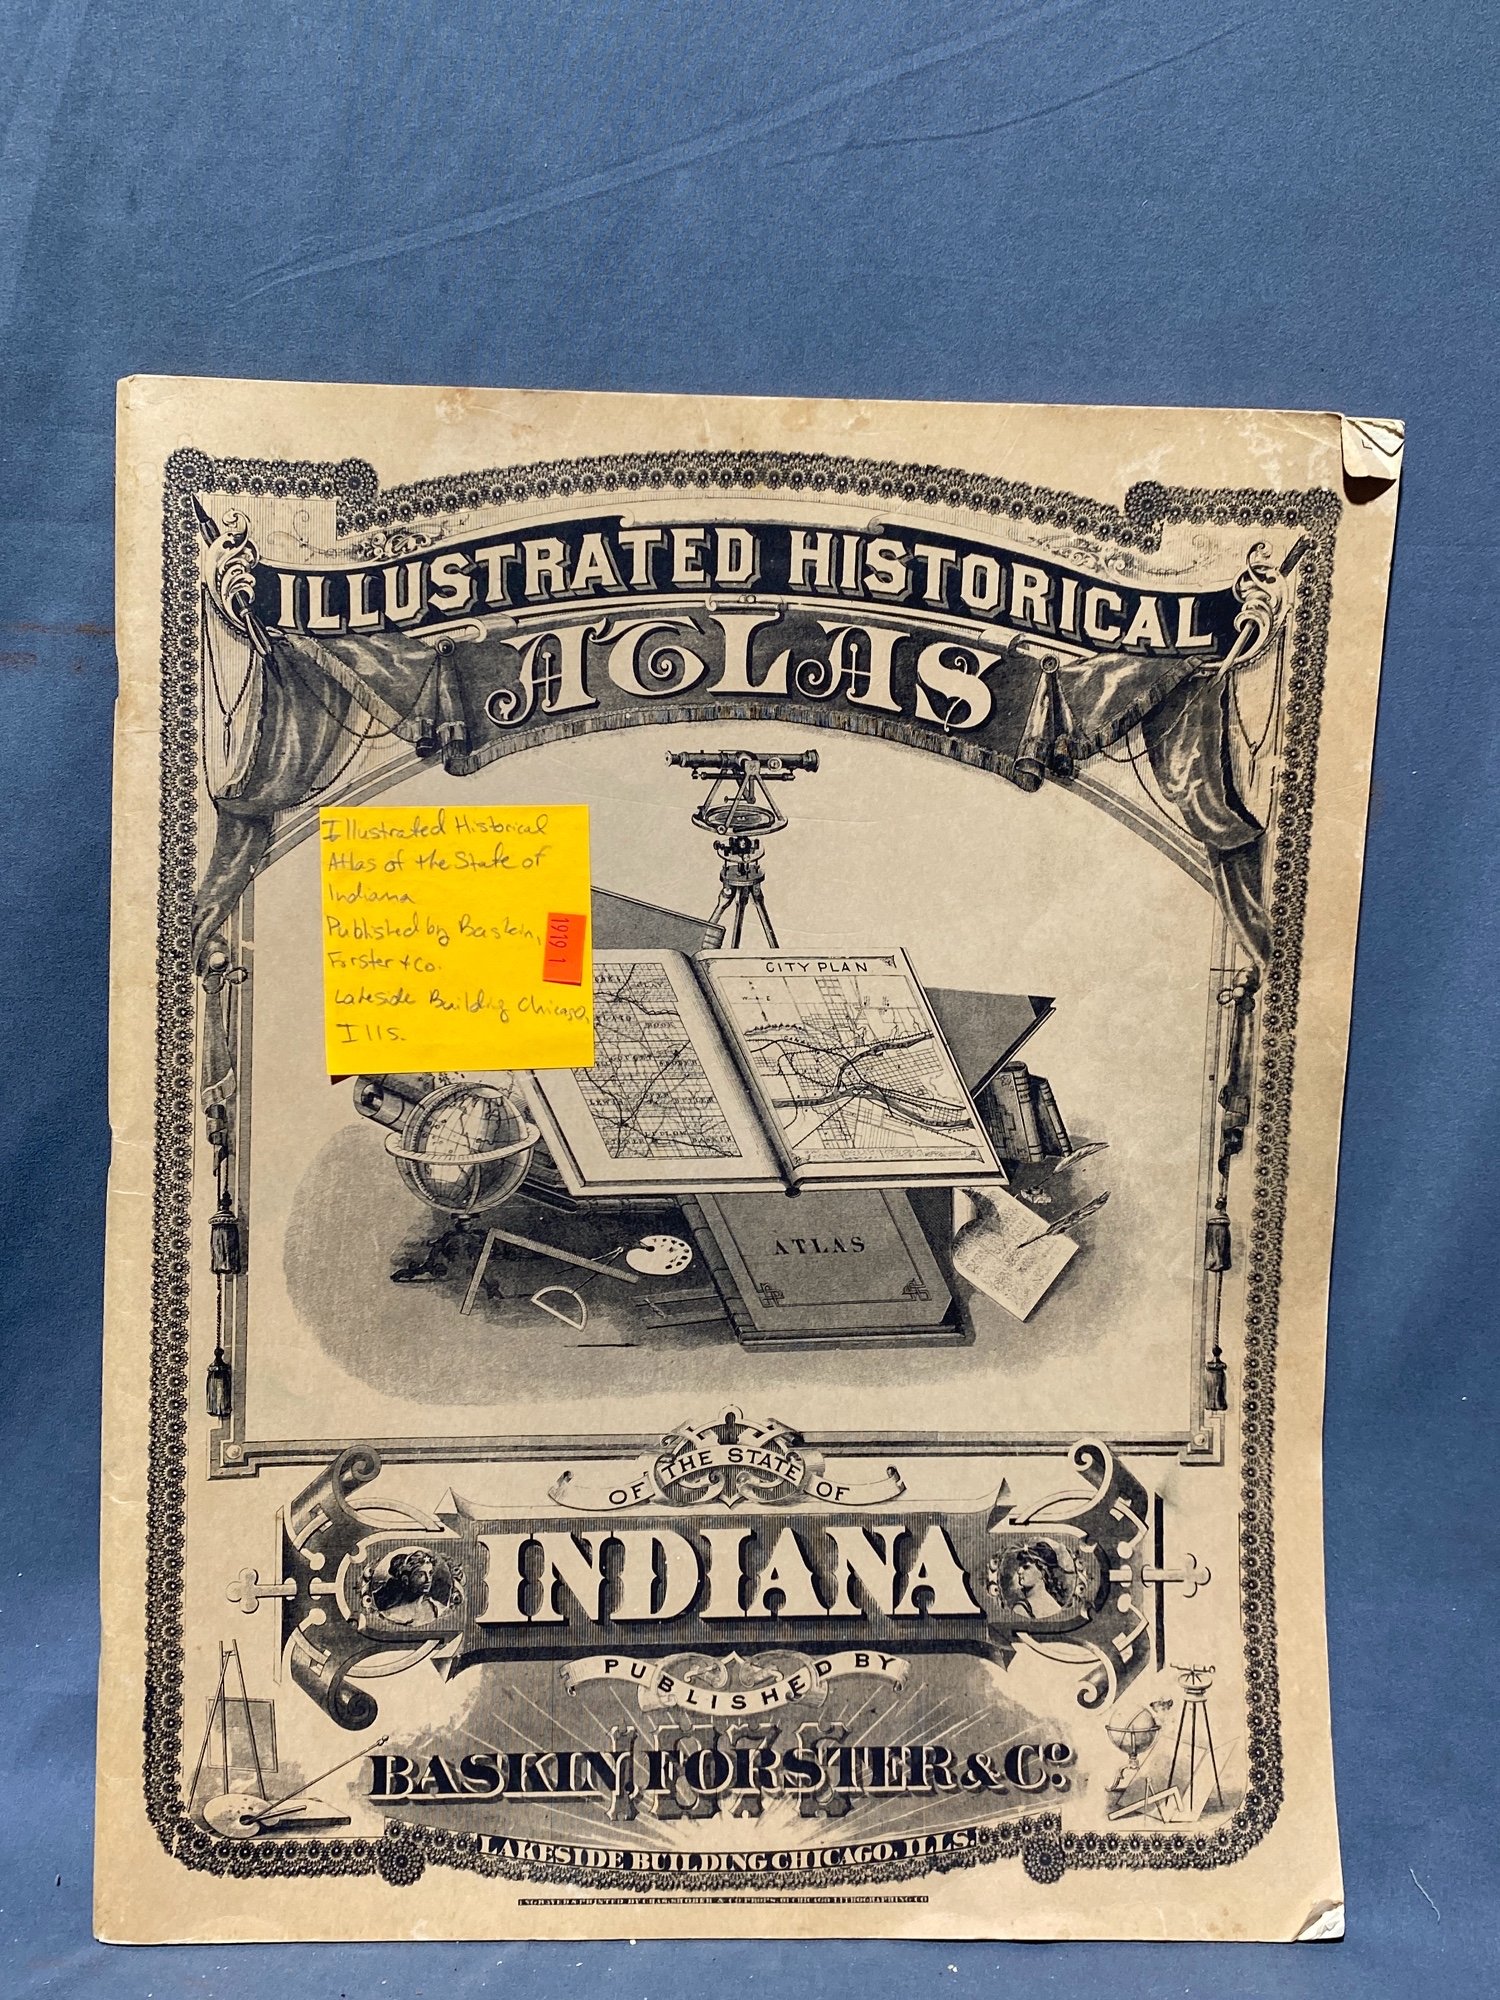 ILLUSTRATED HISTORICAL
ATLAS
Illustrated Historical
Atlas of the State of
Indiana
Published by Baskin,
Forster + Co.
Lakeside Building Chicago,
Ills.
1919 1
CITY PLAN
ATLAS
OF THE STATE OF
INDIANA
PUBLISHED BY
1876
BASKIN, FORSTER & Co.
LAKESIDE BUILDING CHICAGO, ILLS.